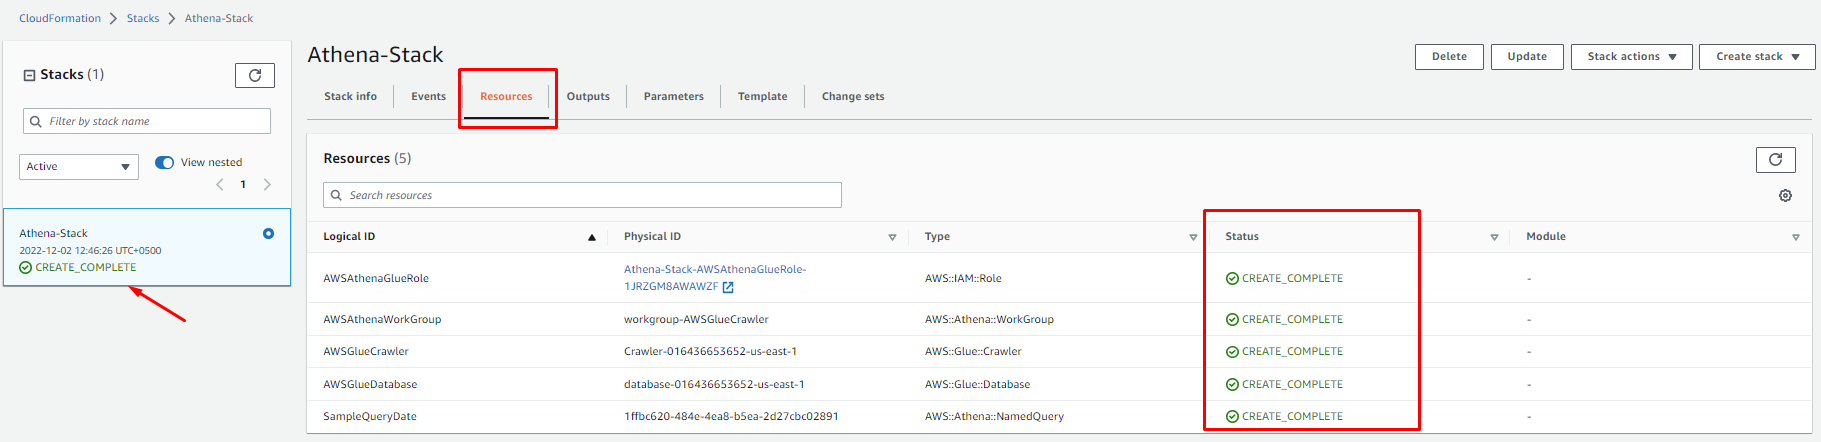 CloudFormation > Stacks > Athena-Stack
Stacks (1)
Filter by stack name
Active
View nested
1
Athena-Stack
2022-12-02 12:46:26 UTC+0500
CREATE_COMPLETE
Athena-Stack
Delete
Update
Stack actions
Create stack
Stack info
Events
Resources
Outputs
Parameters
Template
Change sets
Resources (5)
Search resources
Logical ID Physical ID Type Status Module
AWSAthenaGlueRole Athena-Stack-AWSAthenaGlueRole- AWS::IAM::Role CREATE_COMPLETE -
1JRZGM8AWAWZF
AWSAthenaWorkGroup workgroup-AWSGlueCrawler AWS::Athena::WorkGroup CREATE_COMPLETE -
AWSGlueCrawler Crawler-016436653652-us-east-1 AWS::Glue::Crawler CREATE_COMPLETE -
AWSGlueDatabase database-016436653652-us-east-1 AWS::Glue::Database CREATE_COMPLETE -
SampleQueryDate 1ffbc620-484e-4ea8-b5ea-2d27cbc02891 AWS::Athena::NamedQuery CREATE_COMPLETE -